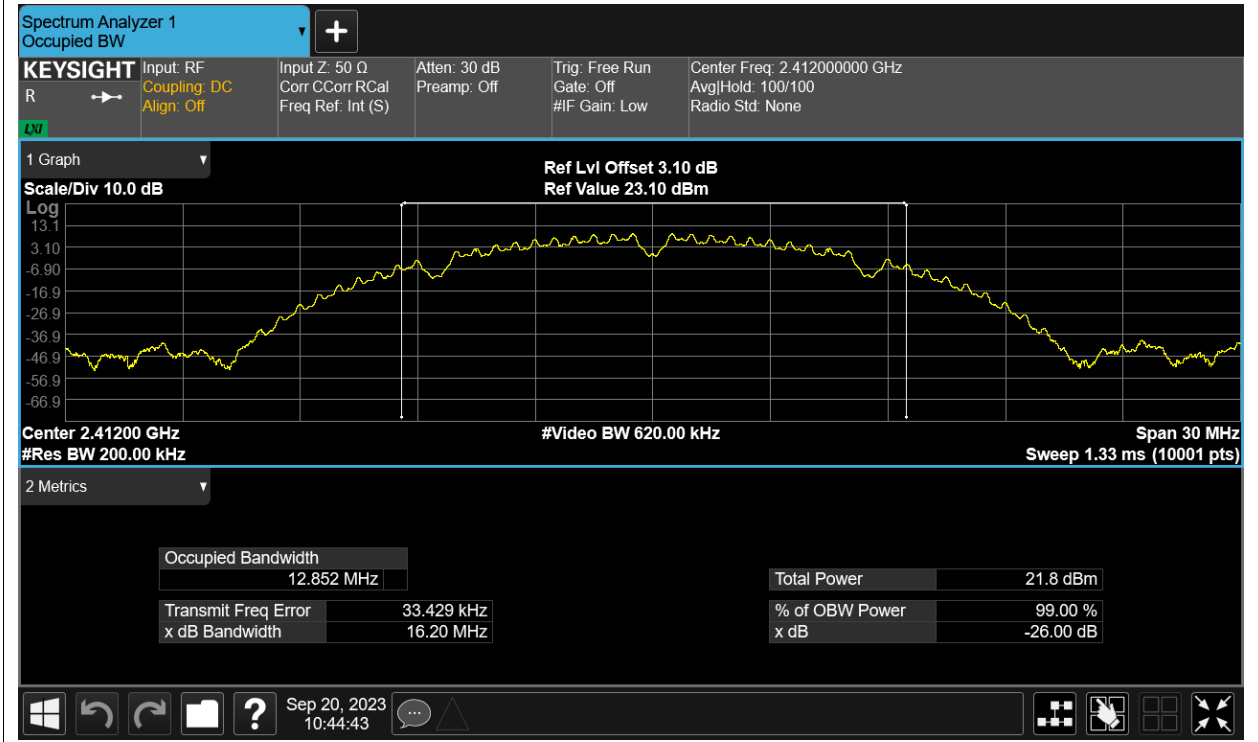 Spectrum Analyzer 1
Occupied BW
KEYSIGHT
R
LXI
Input: RF
Coupling: DC
Align: Off
Input Z: 50 Ω
Corr CCorr RCal
Freq Ref: Int (S)
Atten: 30 dB
Preamp: Off
Trig: Free Run
Gate: Off
#IF Gain: Low
Center Freq: 2.412000000 GHz
Avg|Hold: 100/100
Radio Std: None
1 Graph
Scale/Div 10.0 dB
Ref Lvl Offset 3.10 dB
Ref Value 23.10 dBm
Log
13.1
3.10
-6.90
-16.9
-26.9
-36.9
-46.9
-56.9
-66.9
Center 2.41200 GHz
#Res BW 200.00 kHz
#Video BW 620.00 kHz
Span 30 MHz
Sweep 1.33 ms (10001 pts)
2 Metrics
Occupied Bandwidth
12.852 MHz
Transmit Freq Error 33.429 kHz
x dB Bandwidth 16.20 MHz
Total Power 21.8 dBm
% of OBW Power 99.00 %
x dB -26.00 dB
?
Sep 20, 2023
10:44:43